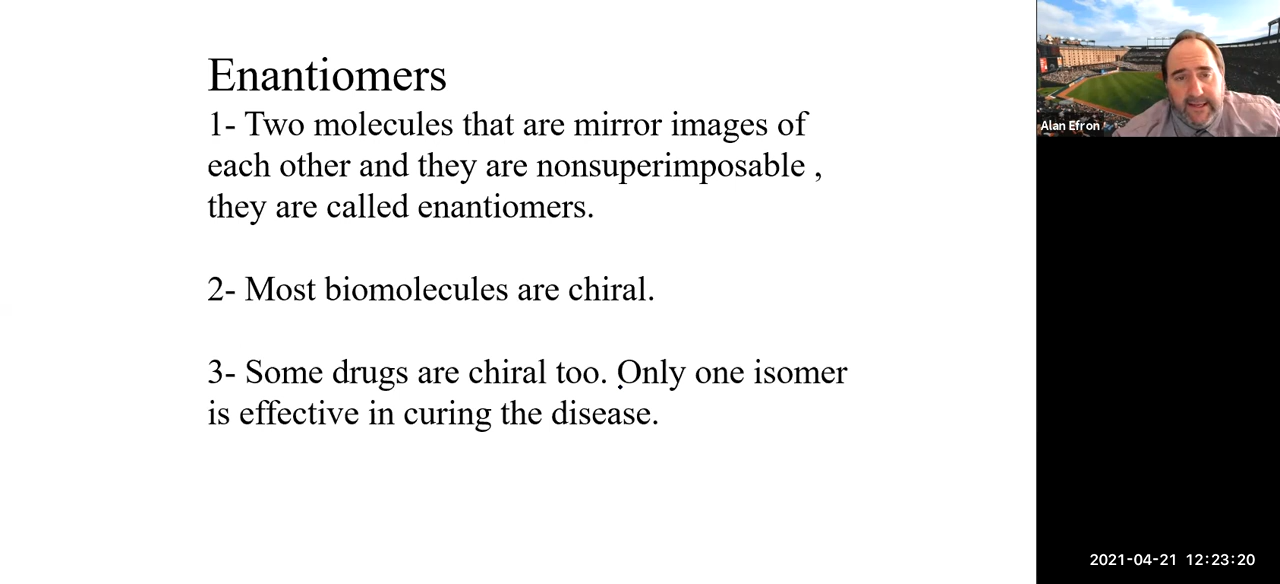 Enantiomers
1- Two molecules that are mirror images of
each other and they are nonsuperimposable ,
they are called enantiomers.
2- Most biomolecules are chiral.
3- Some drugs are chiral too. Only one isomer
is effective in curing the disease.
Alan Efron
2021-04-21 12:23:20